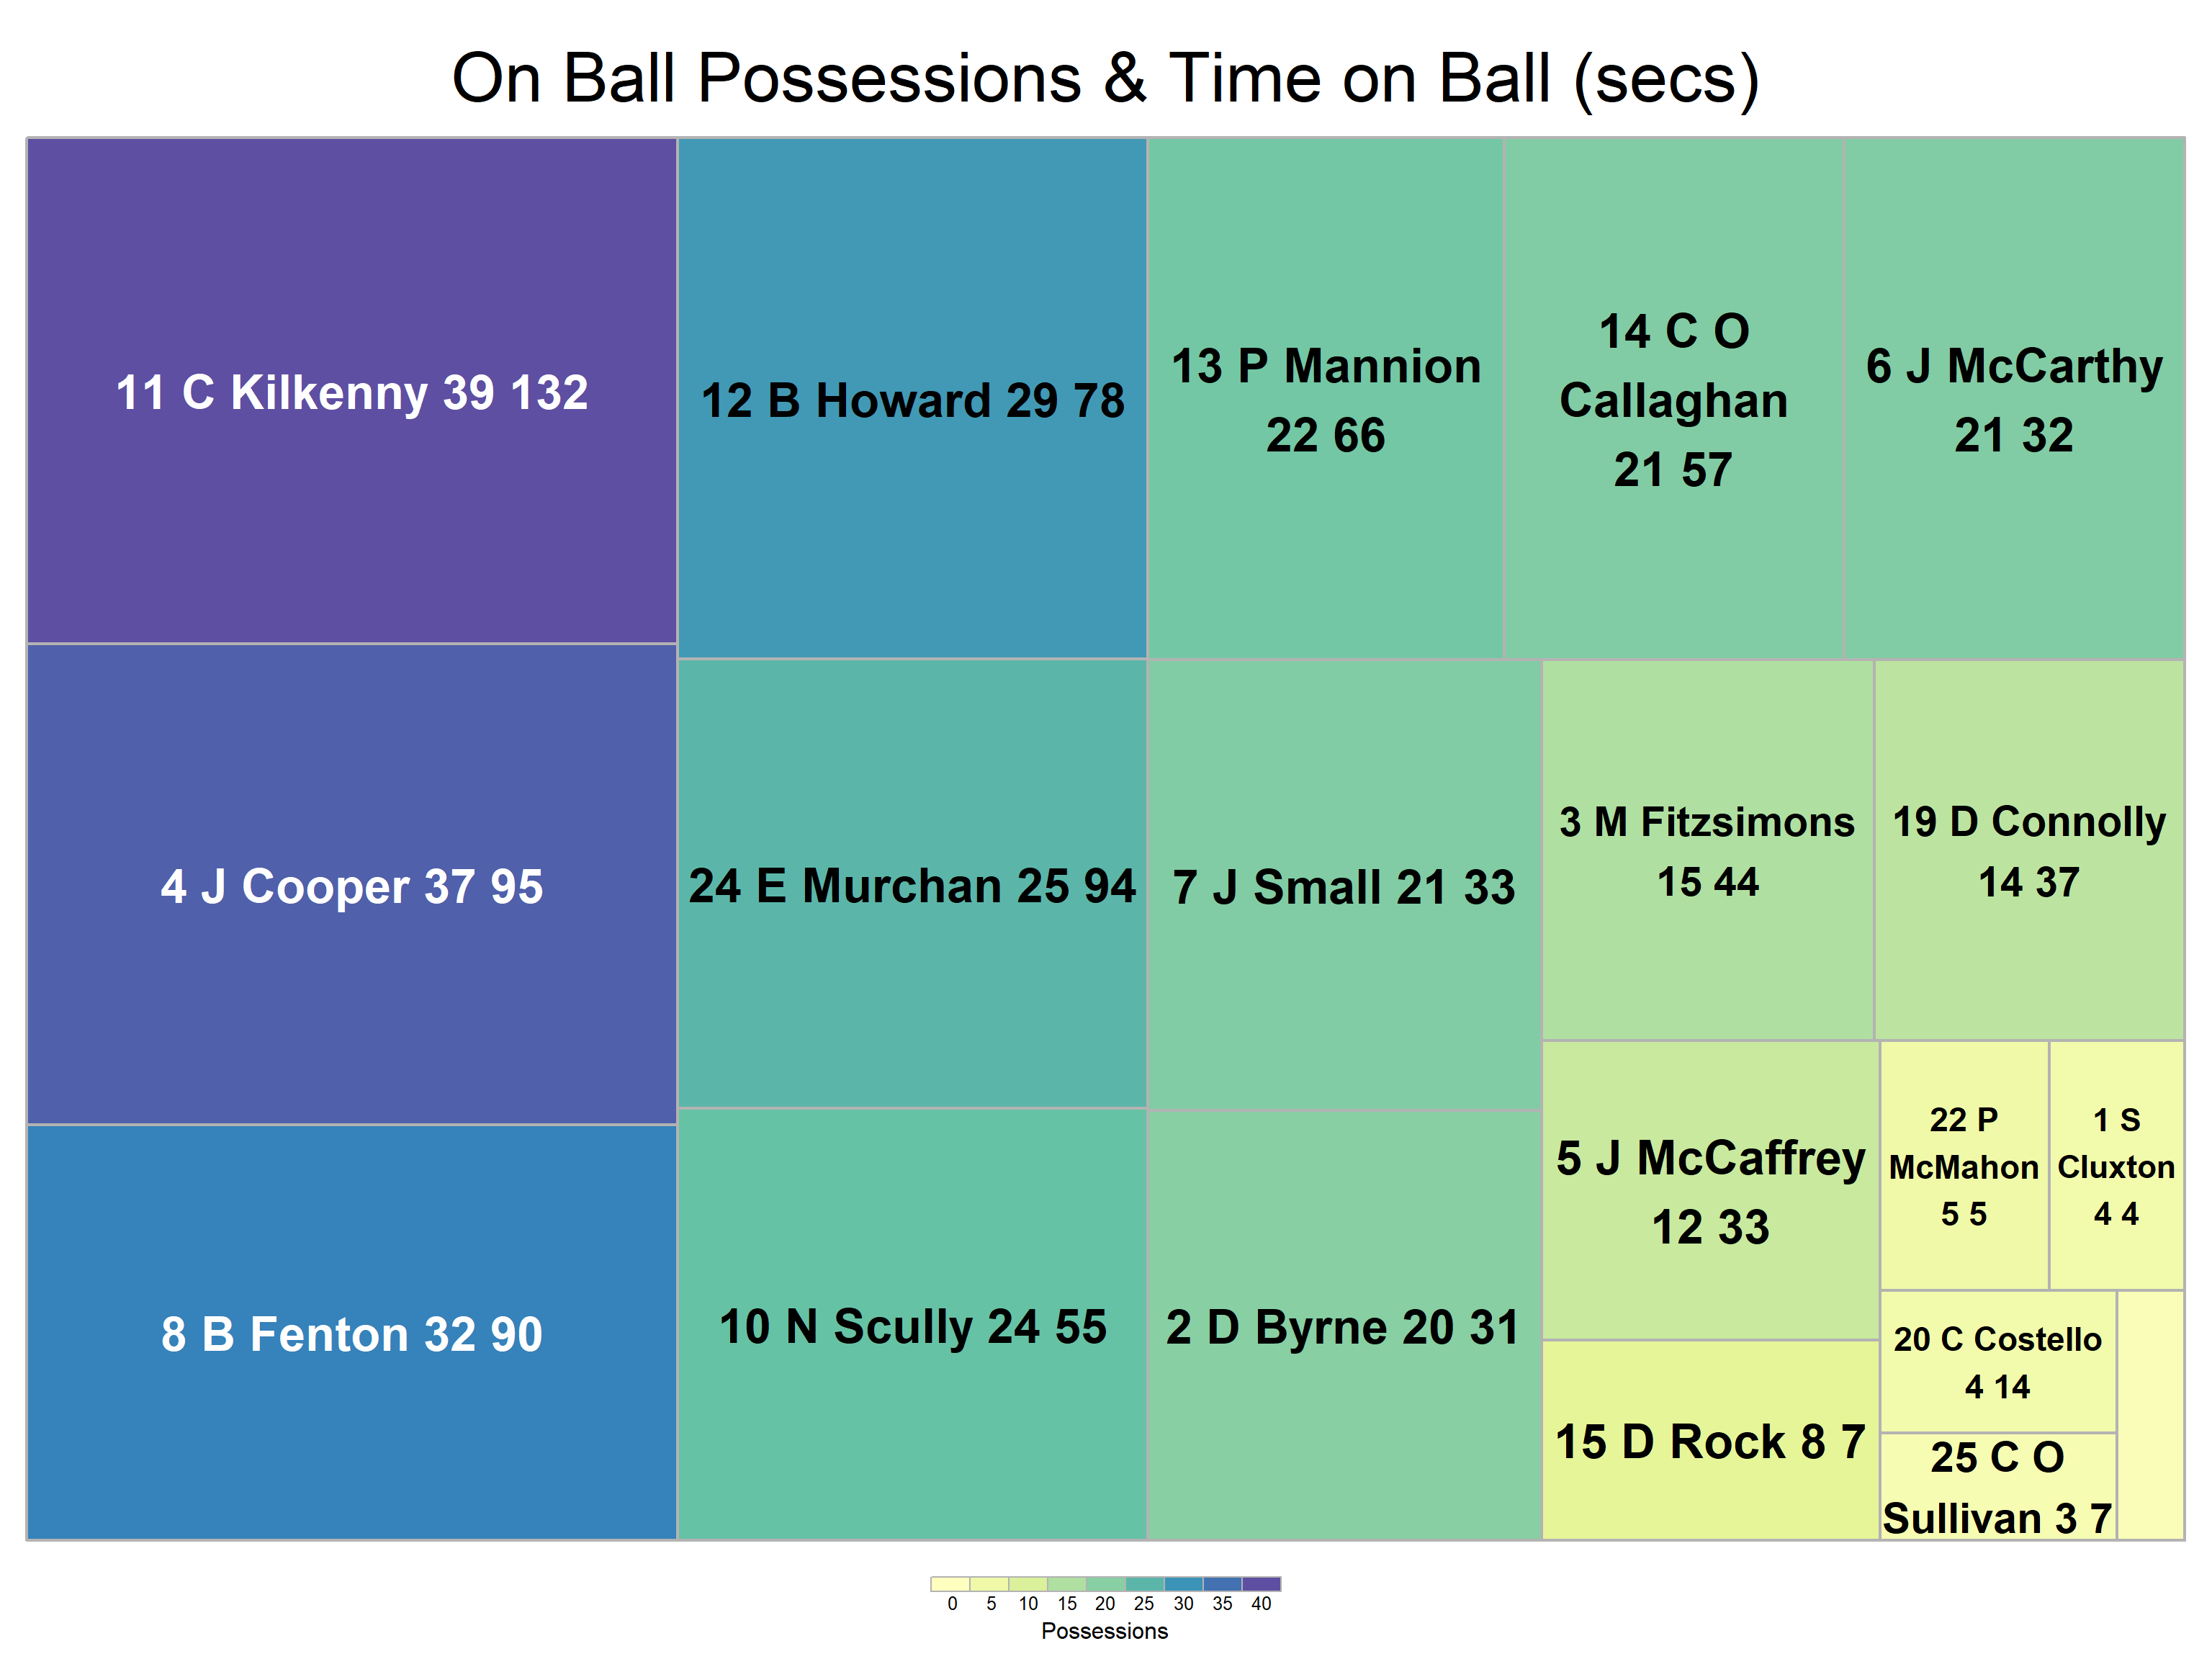 On Ball Possessions & Time on Ball (secs)
11 C Kilkenny 39 132
12 B Howard 29 78
13 P Mannion
22 66
14 C O
Callaghan
21 57
6 J McCarthy
21 32
4 J Cooper 37 95
24 E Murchan 25 94
7 J Small 21 33
3 M Fitzsimons
15 44
19 D Connolly
14 37
8 B Fenton 32 90
10 N Scully 24 55
2 D Byrne 20 31
5 J McCaffrey
12 33
22 P
McMahon
5 5
1 S
Cluxton
4 4
20 C Costello
4 14
15 D Rock 8 7
25 C O
Sullivan 3 7
0 5 10 15 20 25 30 35 40
Possessions